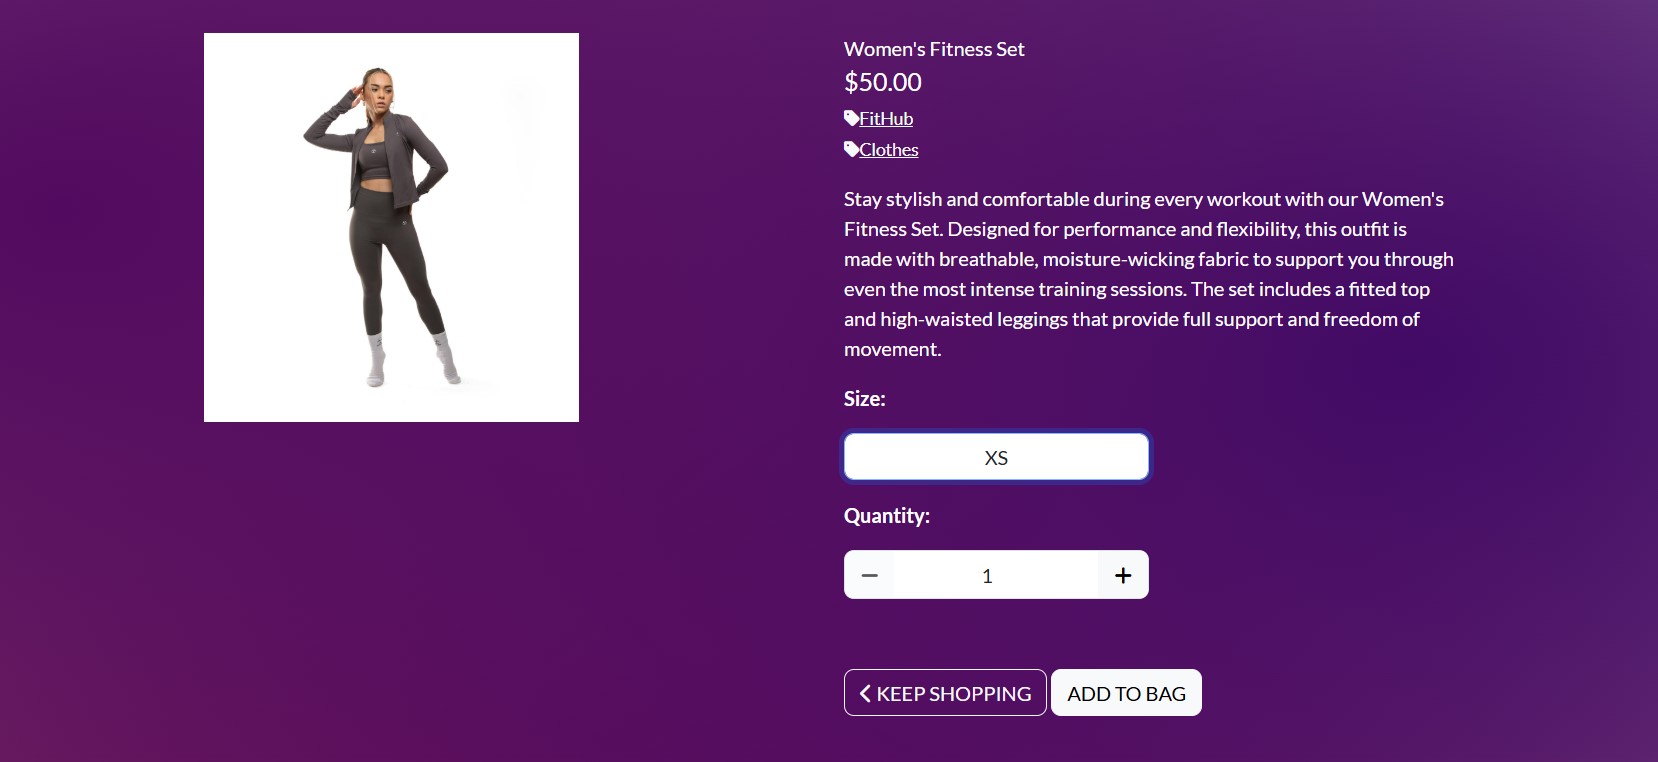 Women's Fitness Set
$50.00
FitHub
Clothes
Stay stylish and comfortable during every workout with our Women's
Fitness Set. Designed for performance and flexibility, this outfit is
made with breathable, moisture-wicking fabric to support you through
even the most intense training sessions. The set includes a fitted top
and high-waisted leggings that provide full support and freedom of
movement.
Size:
XS
Quantity:
1
KEEP SHOPPING
ADD TO BAG